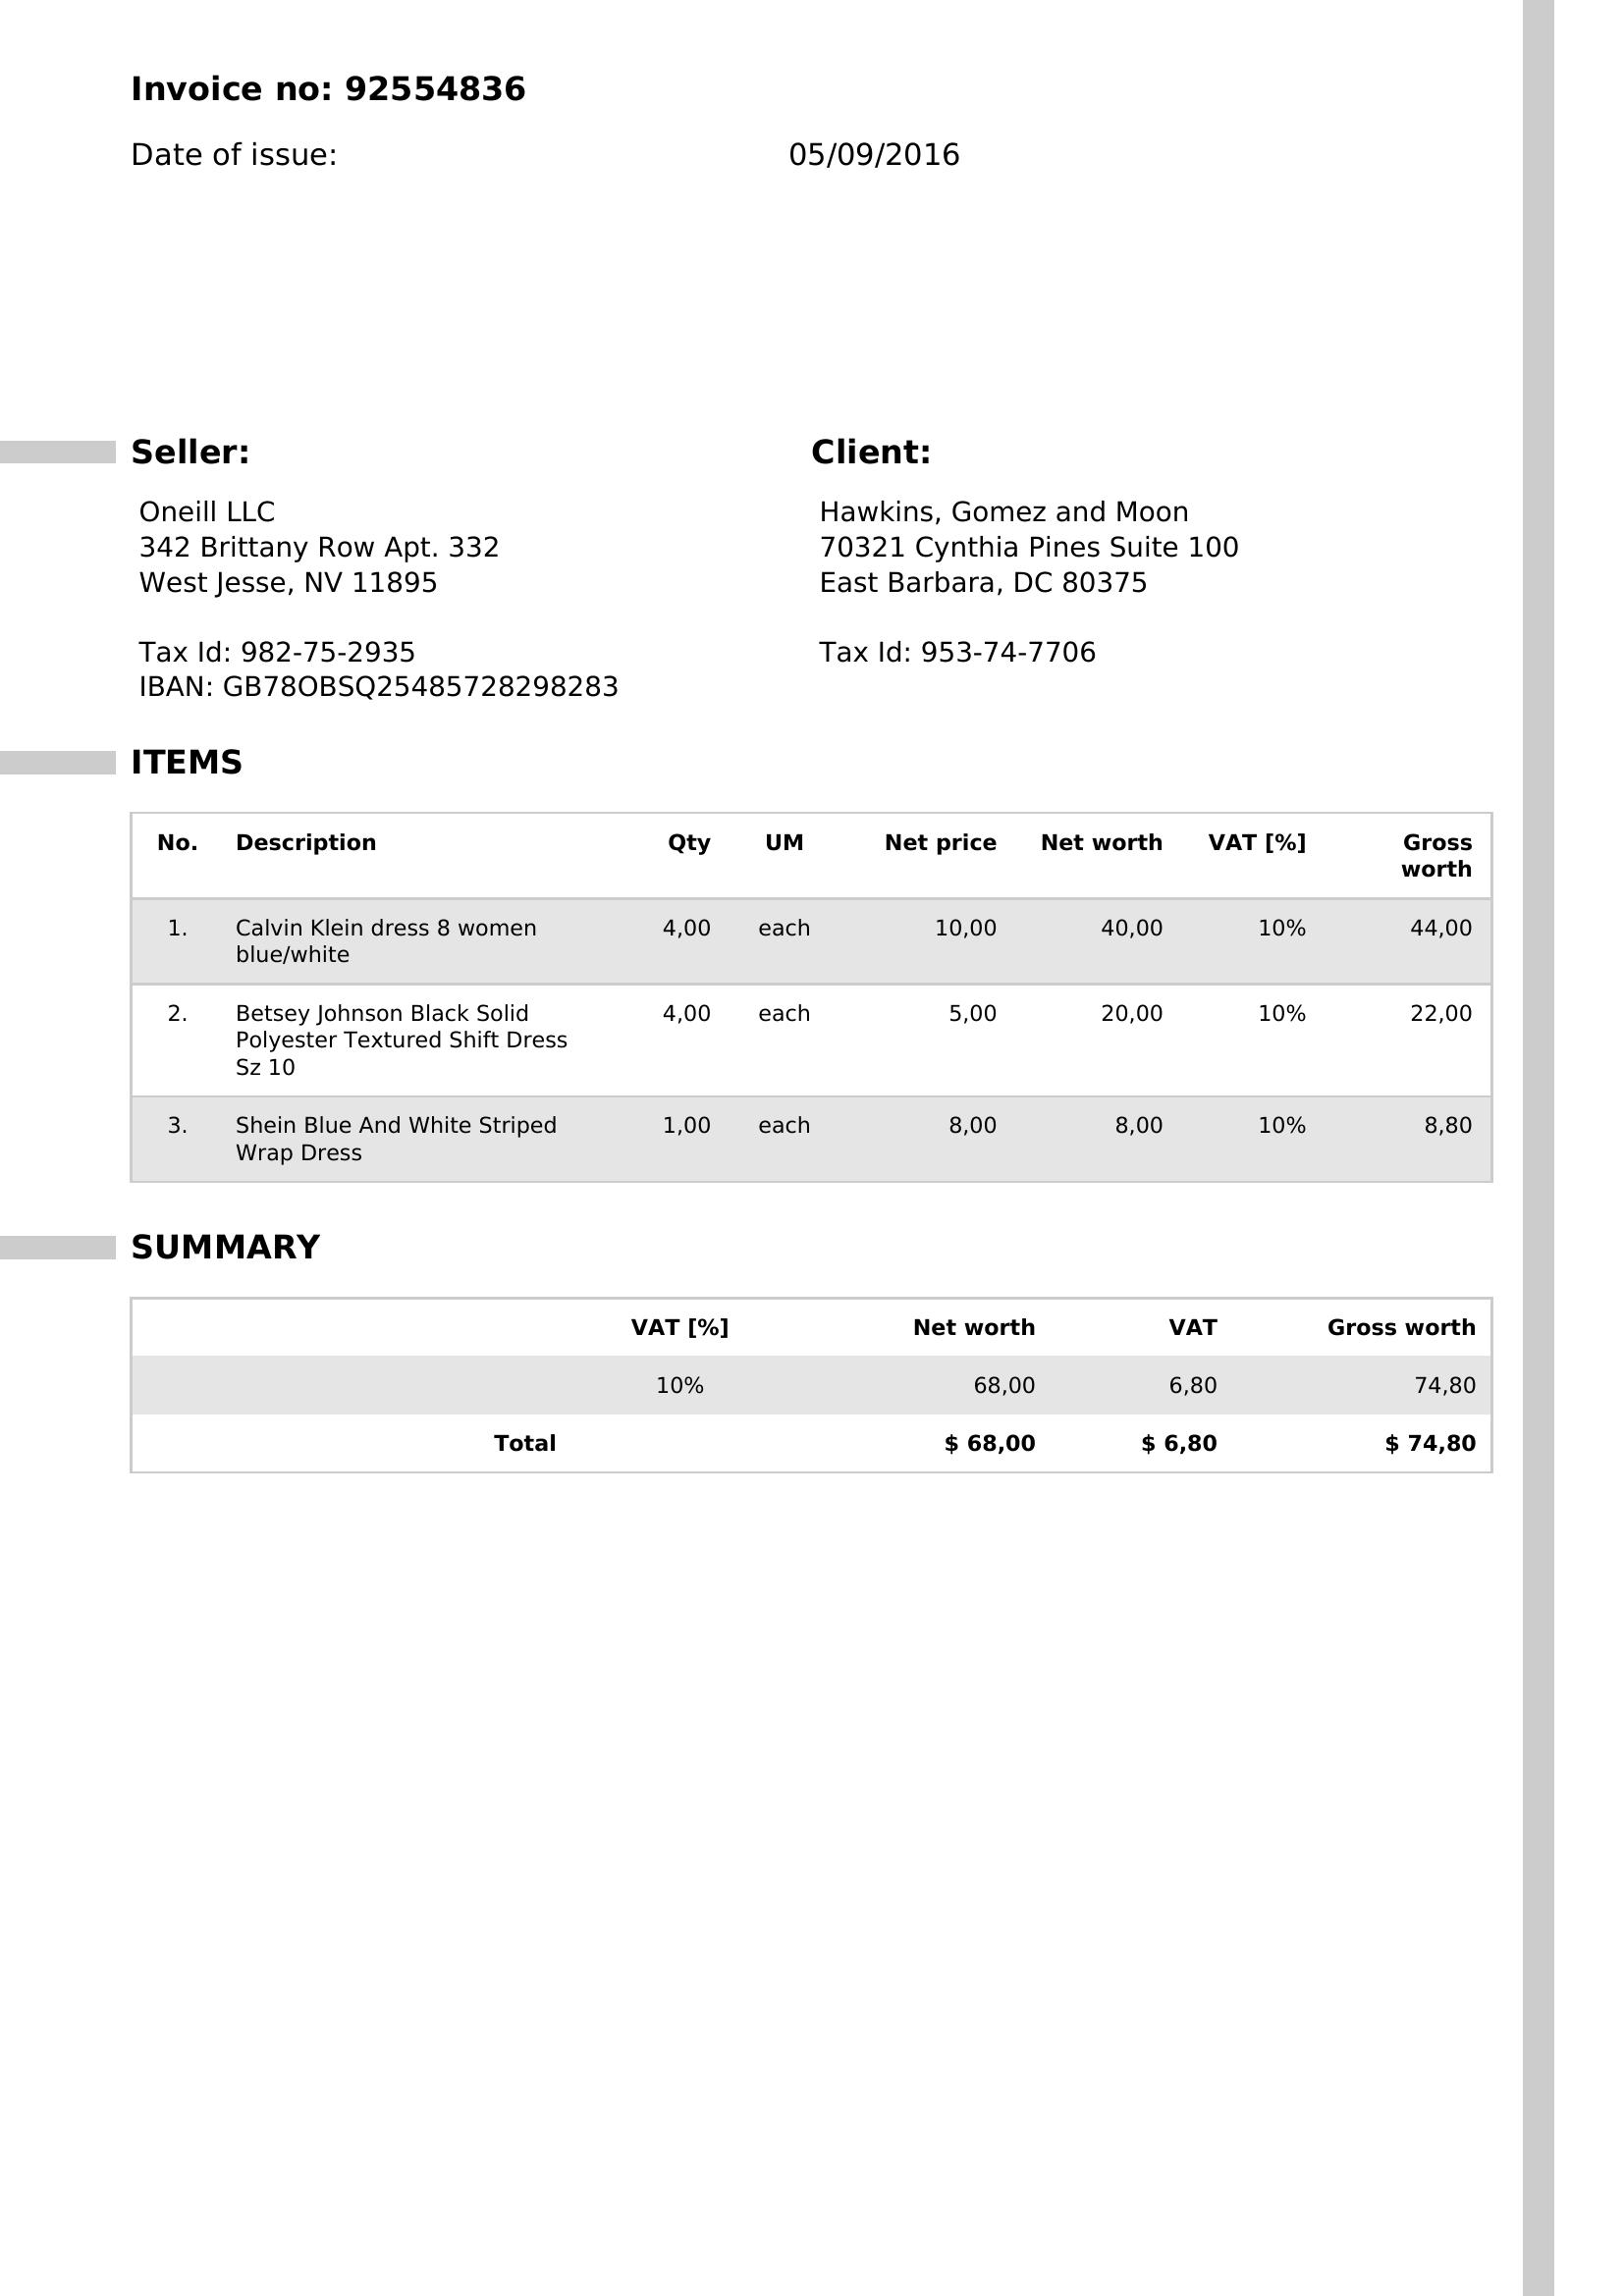 Invoice no: 92554836
Date of issue: 05/09/2016
Seller:
Oneill LLC
342 Brittany Row Apt. 332
West Jesse, NV 11895
Tax Id: 982-75-2935
IBAN: GB78OBSQ25485728298283
Client:
Hawkins, Gomez and Moon
70321 Cynthia Pines Suite 100
East Barbara, DC 80375
Tax Id: 953-74-7706
ITEMS
No. Description Qty UM Net price Net worth VAT [%] Gross
worth
1. Calvin Klein dress 8 women 4,00 each 10,00 40,00 10% 44,00
blue/white
2. Betsey Johnson Black Solid 4,00 each 5,00 20,00 10% 22,00
Polyester Textured Shift Dress
Sz 10
3. Shein Blue And White Striped 1,00 each 8,00 8,00 10% 8,80
Wrap Dress
SUMMARY
VAT [%] Net worth VAT Gross worth
10% 68,00 6,80 74,80
Total $ 68,00 $ 6,80 $ 74,80